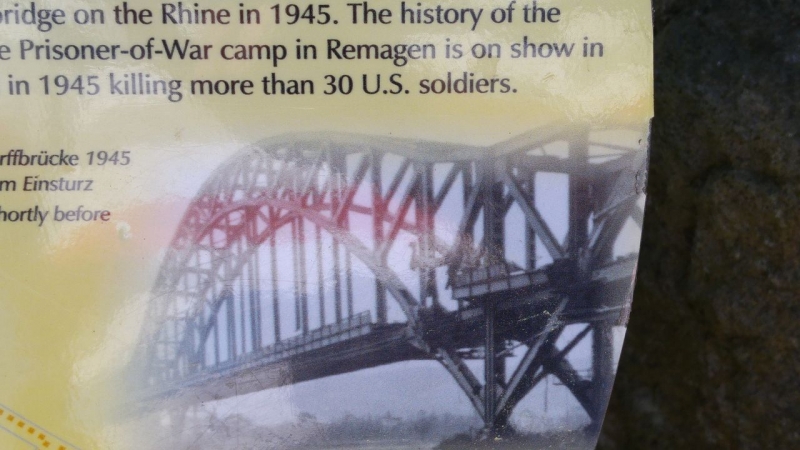 bridge on the Rhine in 1945. The history of the
e Prisoner-of-War camp in Remagen is on show in
in 1945 killing more than 30 U.S. soldiers.
rffbrücke 1945
m Einsturz
hortly before